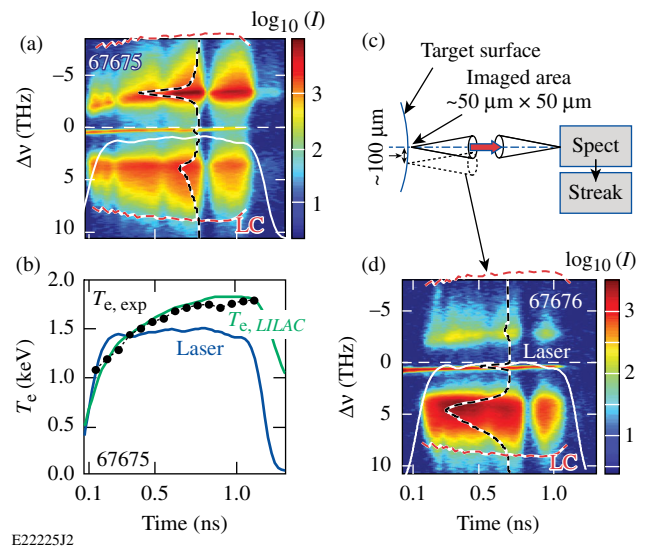 (a)
log10 (I)
67675
−5
0
5
10
Δν (THz)
3
2
1
LC
(b)
2.0
1.5
1.0
0.5
0.0
Te (keV)
Te, exp
Te, LILAC
Laser
67675
0.1 0.5 1.0
Time (ns)
E22225J2
(c)
Target surface
Imaged area
~50 μm × 50 μm
~100 μm
Spect
Streak
(d)
log10 (I)
67676
−5
0
5
10
Δν (THz)
Laser
3
2
1
LC
0.1 0.5 1.0
Time (ns)